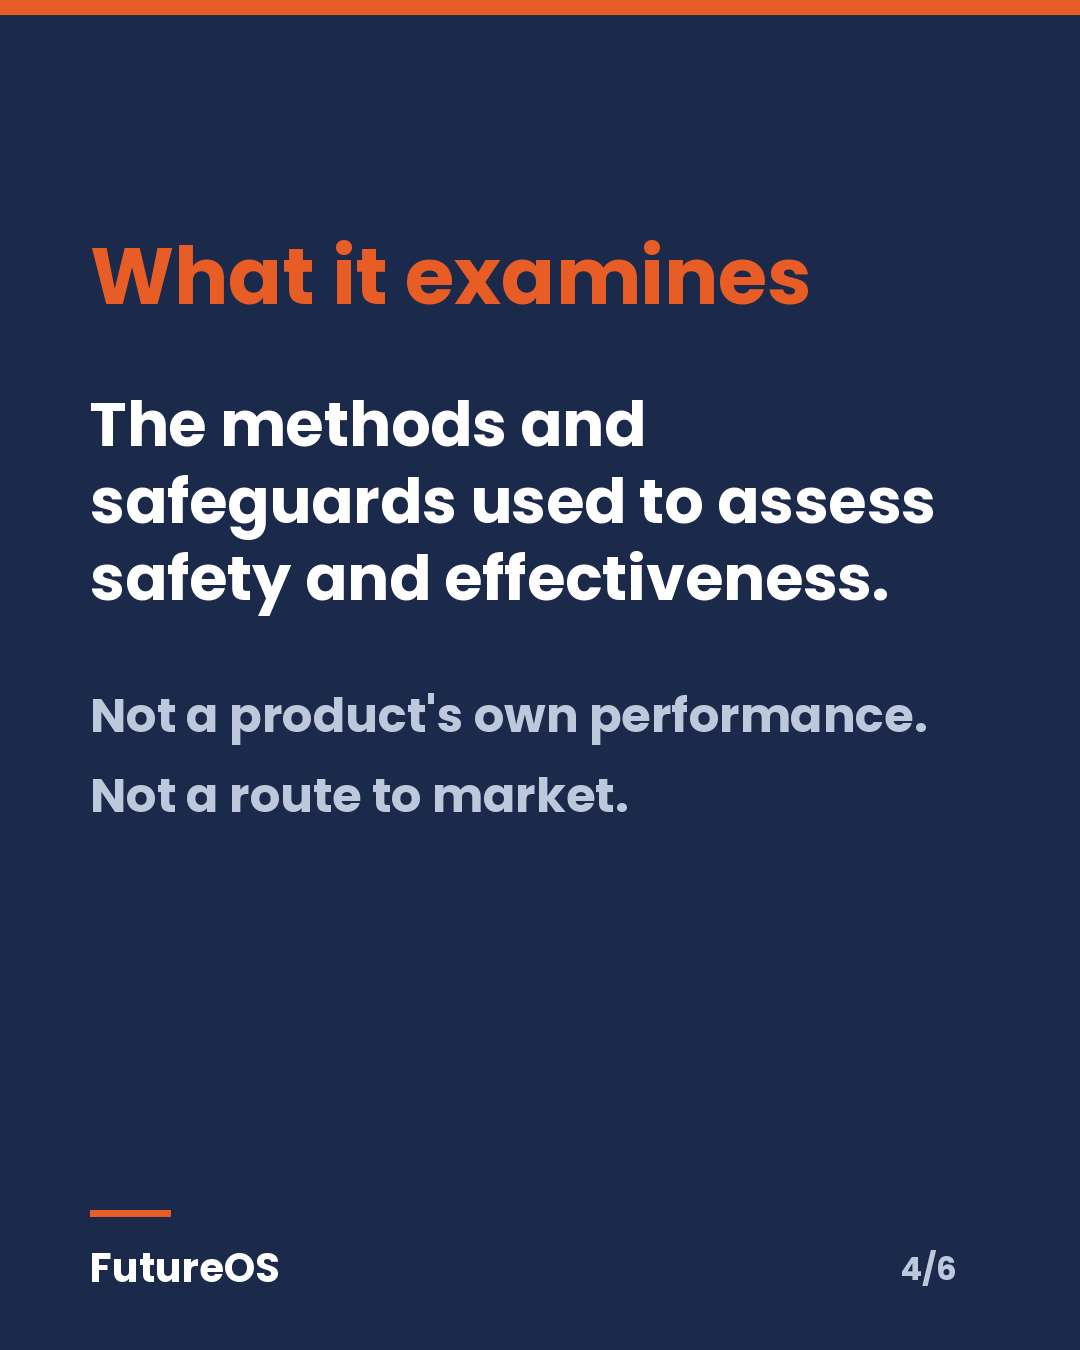 What it examines
The methods and
safeguards used to assess
safety and effectiveness.
Not a product's own performance.
Not a route to market.
FutureOS
4/6